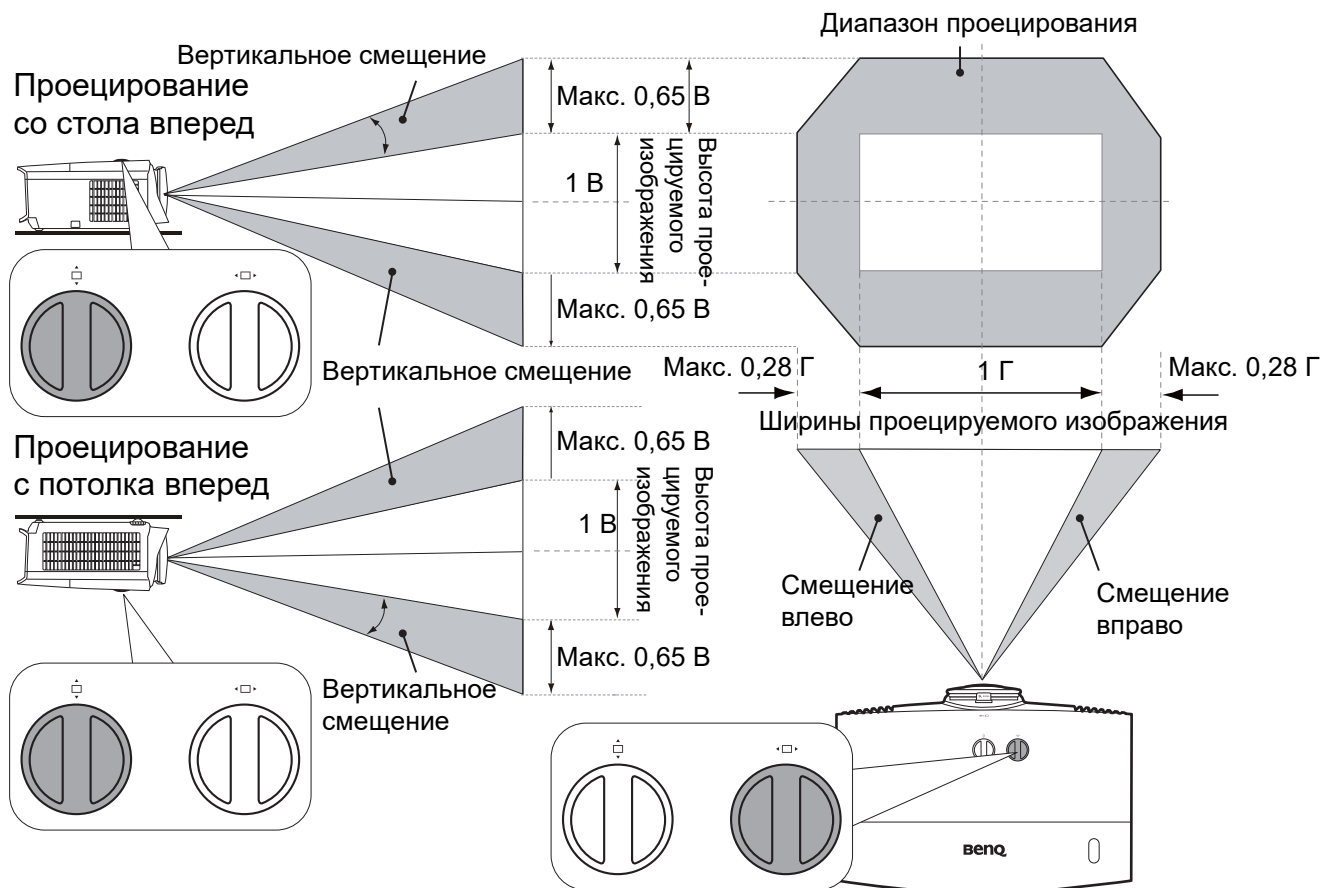 Диапазон проецирования
Вертикальное смещение
Проецирование
со стола вперед
Макс. 0,65 В
1 В
Высота прое-
цируемого
изображения
Макс. 0,65 В
Вертикальное смещение
Макс. 0,28 Г
1 Г
Макс. 0,28 Г
Ширины проецируемого изображения
Проецирование
с потолка вперед
Макс. 0,65 В
1 В
Высота прое-
цируемого
изображения
Макс. 0,65 В
Вертикальное
смещение
Смещение
влево
Смещение
вправо
BenQ